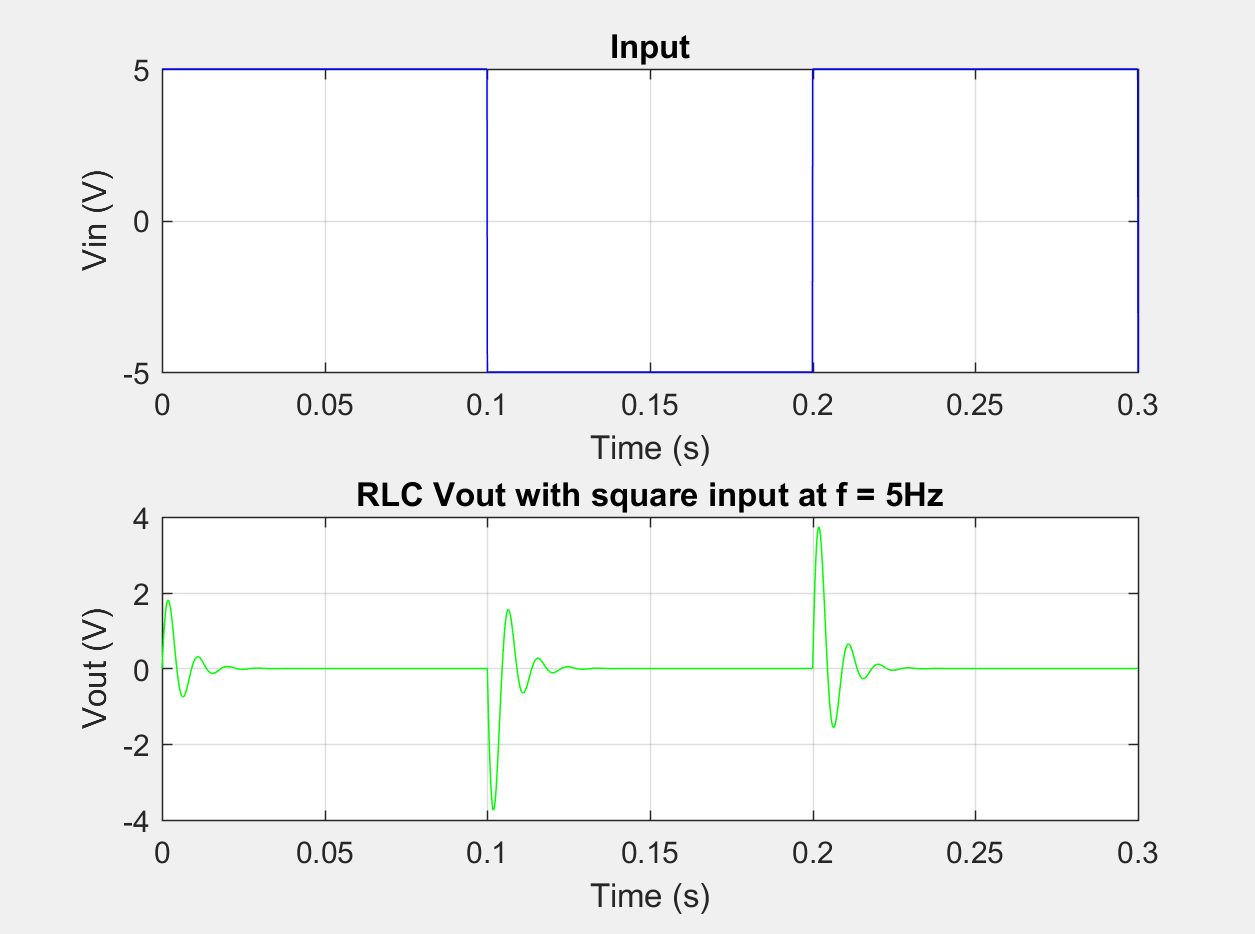 Input
5
0
-5
Vin (V)
0 0.05 0.1 0.15 0.2 0.25 0.3
Time (s)
RLC Vout with square input at f = 5Hz
4
2
0
-2
-4
Vout (V)
0 0.05 0.1 0.15 0.2 0.25 0.3
Time (s)